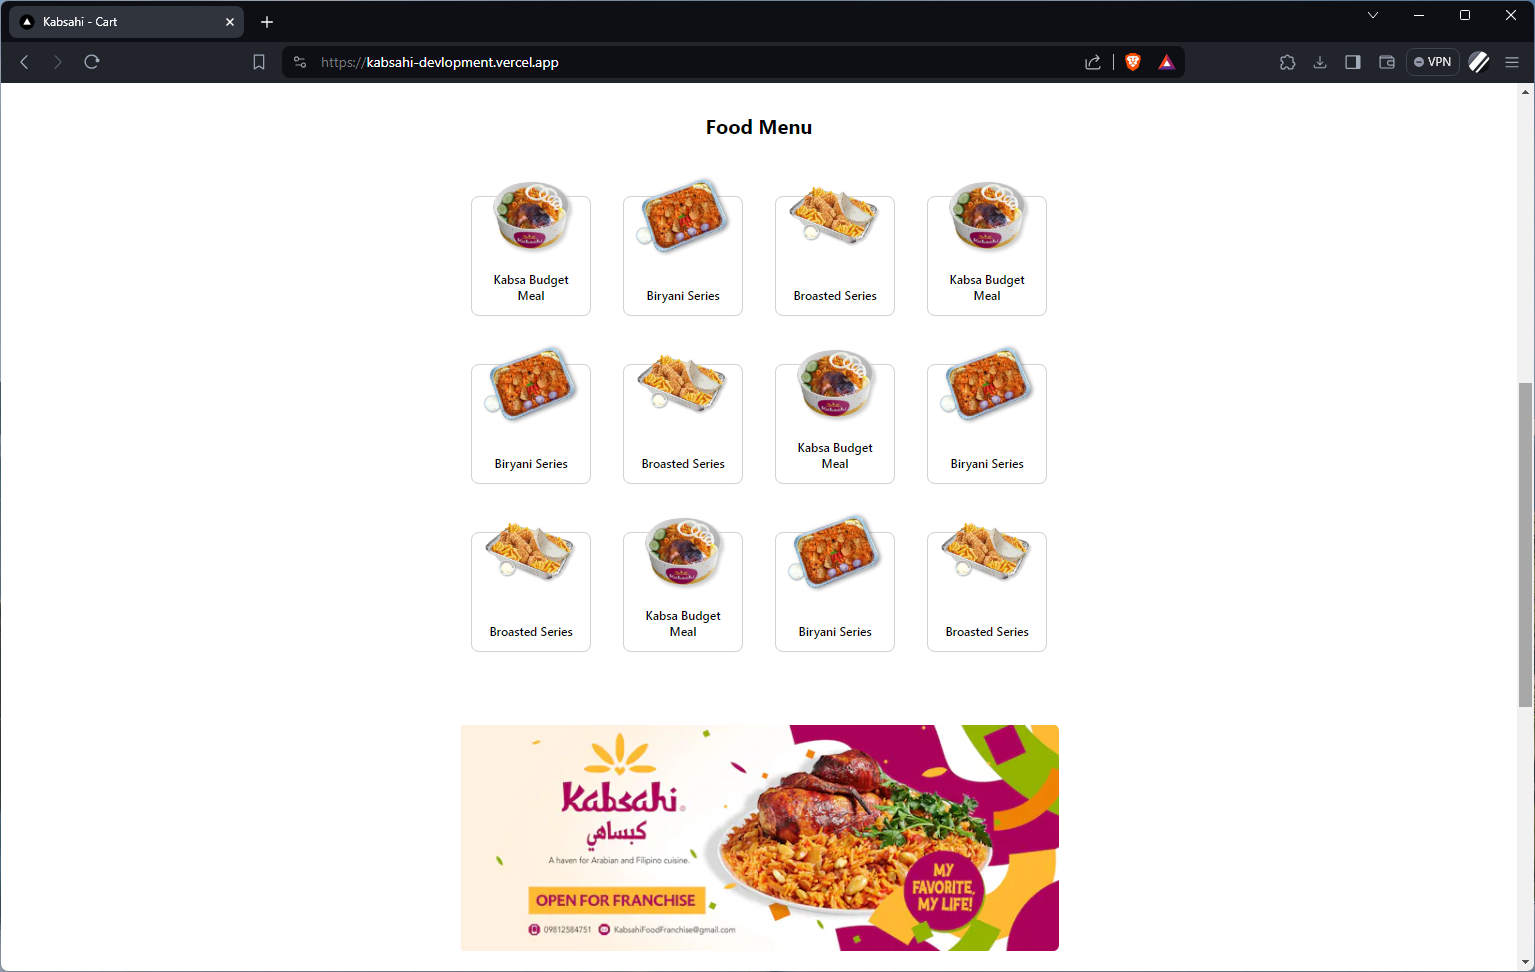 Kabsahi - Cart
https://kabsahi-devlopment.vercel.app
VPN
Food Menu
Kabsa Budget
Meal
Biryani Series
Broasted Series
Kabsa Budget
Meal
Biryani Series
Broasted Series
Kabsa Budget
Meal
Biryani Series
Broasted Series
Kabsa Budget
Meal
Biryani Series
Broasted Series
Kabsahi
كبساهي
A haven for Arabian and Filipino cuisine.
OPEN FOR FRANCHISE
09812584751 KabsahiFoodFranchise@gmail.com
MY
FAVORITE,
MY LIFE!